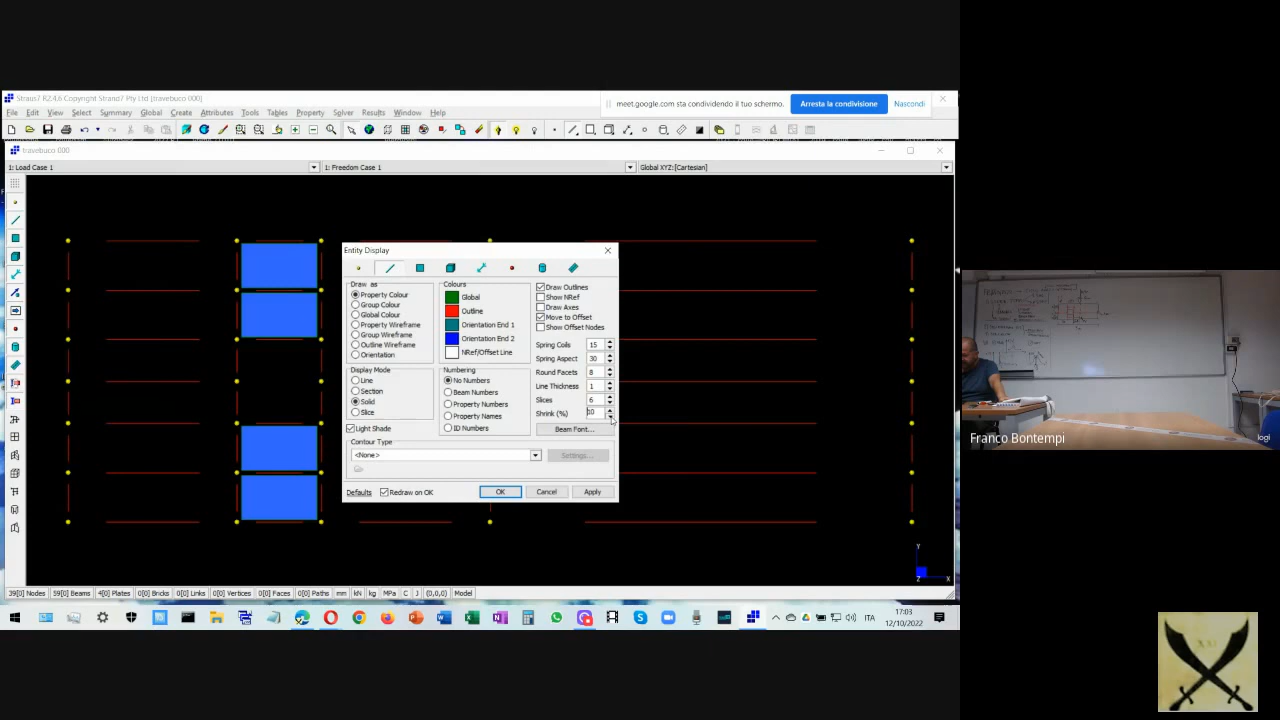 Straus7 R2.4.6 Copyright Strand7 Pty Ltd [travebuco 000]
meet.google.com sta condividendo il tuo schermo.
Arresta la condivisione
Nascondi
File Edit View Select Summary Global Create Attributes Tools Tables Property Solver Results Window Help
travebuco 000
1: Load Case 1
1: Freedom Case 1
Global XYZ:[Cartesian]
Entity Display
Draw as
Property Colour
Group Colour
Global Colour
Property Wireframe
Group Wireframe
Outline Wireframe
Orientation
Colours
Global
Outline
Orientation End 1
Orientation End 2
NRef/Offset Line
Draw Outlines
Show NRef
Draw Axes
Move to Offset
Show Offset Nodes
Spring Coils 15
Spring Aspect 30
Round Facets 8
Line Thickness 1
Slices 6
Shrink (%) 10
Display Mode
Line
Section
Solid
Slice
Numbering
No Numbers
Beam Numbers
Property Numbers
Property Names
ID Numbers
Light Shade
Beam Font...
Contour Type
<None>
Settings...
Defaults
Redraw on OK
OK
Cancel
Apply
Y
Z
X
39[0] Nodes 59[0] Beams 4[0] Plates 0[0] Bricks 0[0] Links 0[0] Vertices 0[0] Faces 0[0] Paths mm kN kg MPa C J (0,0,0) Model
ITA
17:03
12/10/2022
Franco Bontempi
logi
XXI